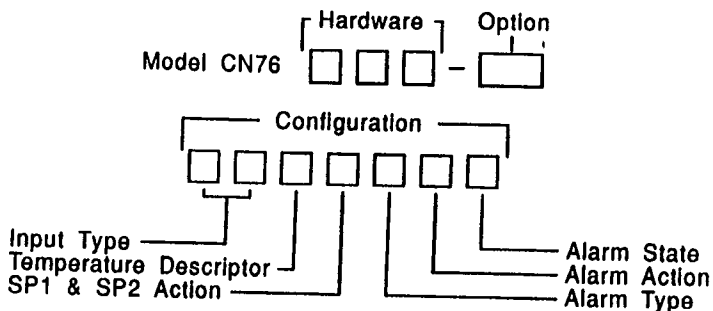 Hardware Option
Model CN76 -
Configuration
Input Type
Temperature Descriptor
SP1 & SP2 Action
Alarm State
Alarm Action
Alarm Type